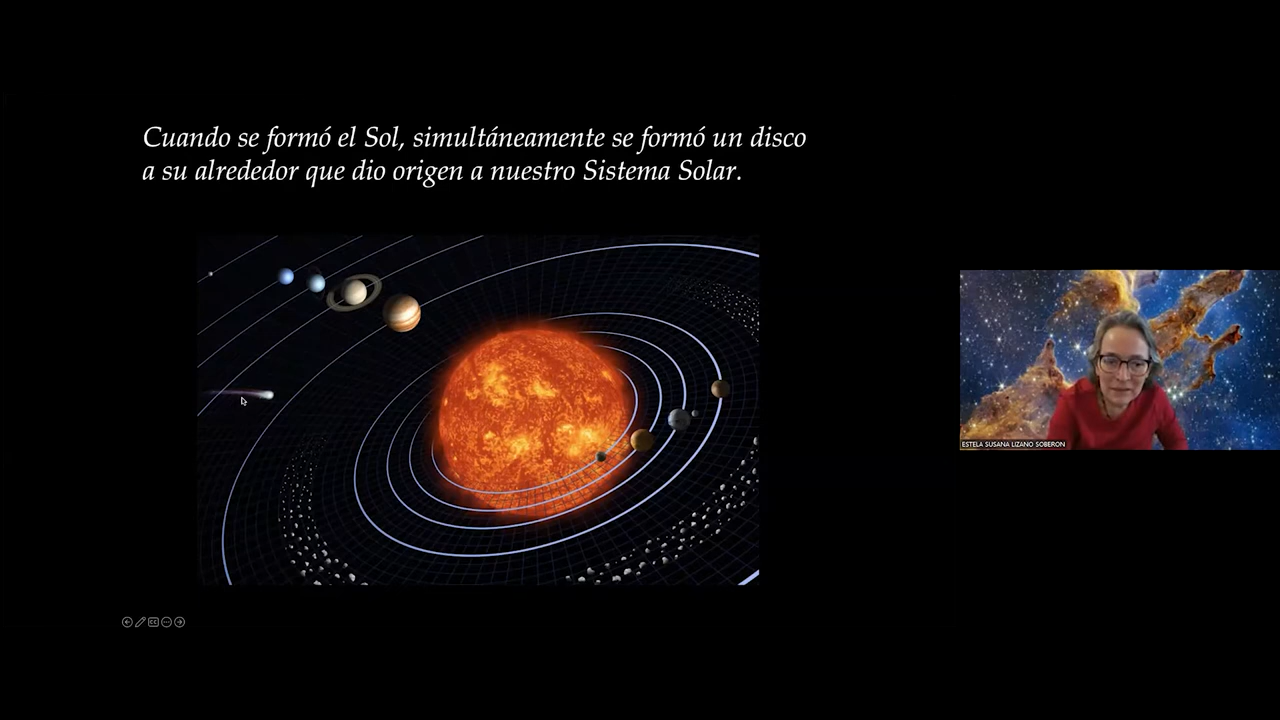 Cuando se formó el Sol, simultáneamente se formó un disco
a su alrededor que dio origen a nuestro Sistema Solar.
ESTELA SUSANA LIZANO SOBERON